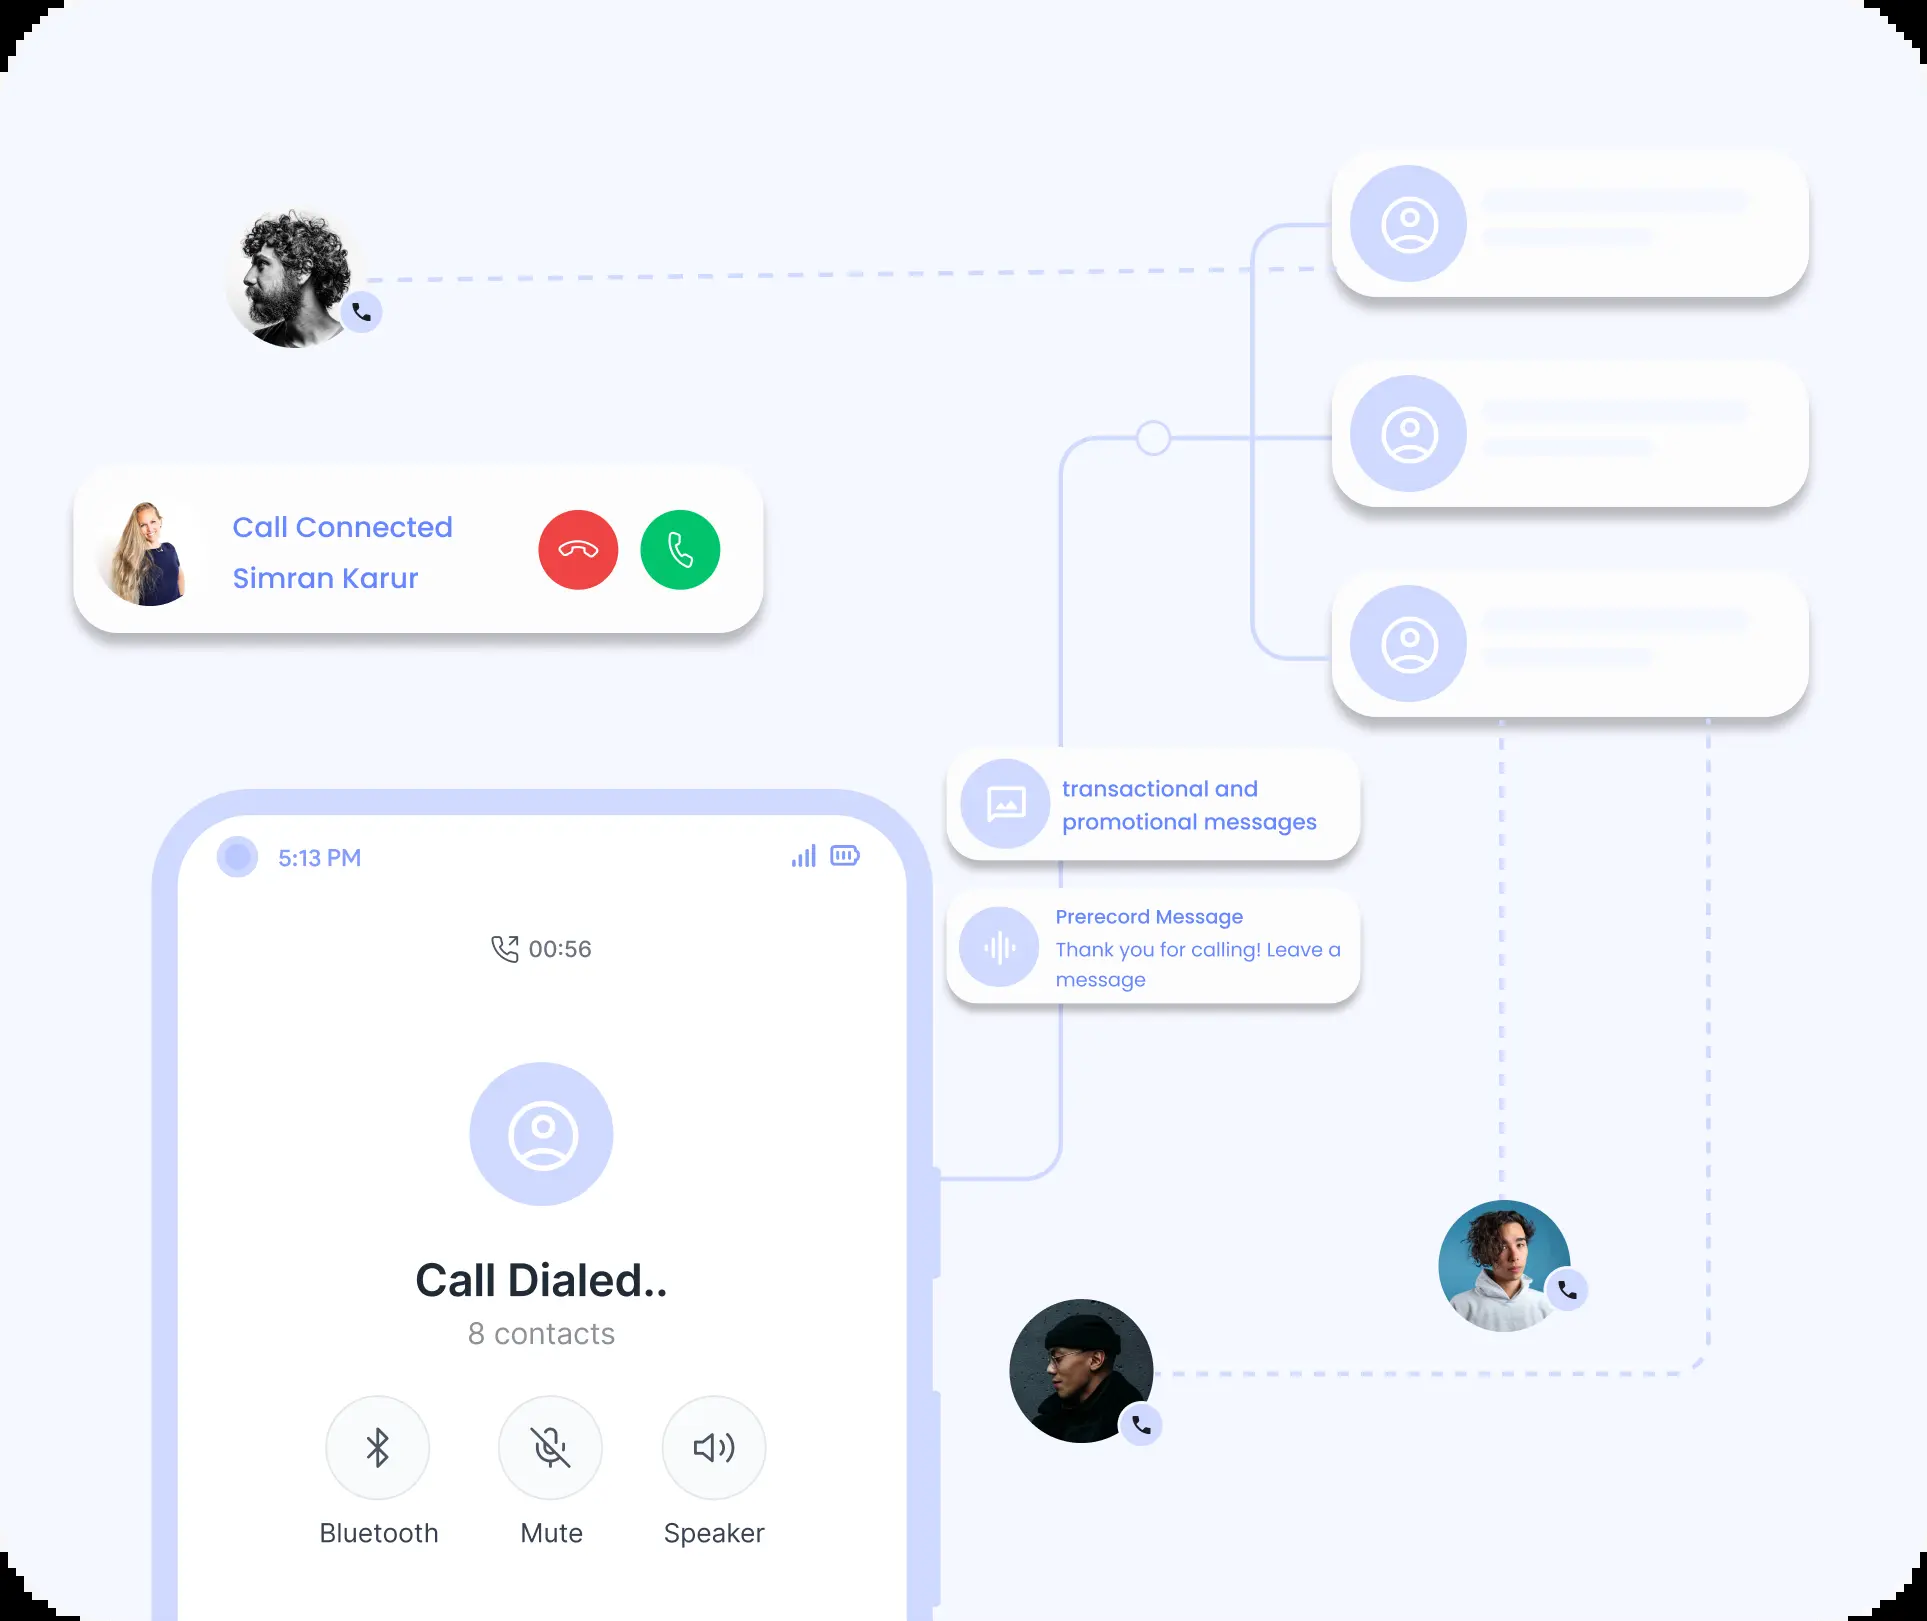 Call Connected
Simran Karur
transactional and
promotional messages
Prerecord Message
Thank you for calling! Leave a
message
5:13 PM
00:56
Call Dialed..
8 contacts
Bluetooth
Mute
Speaker